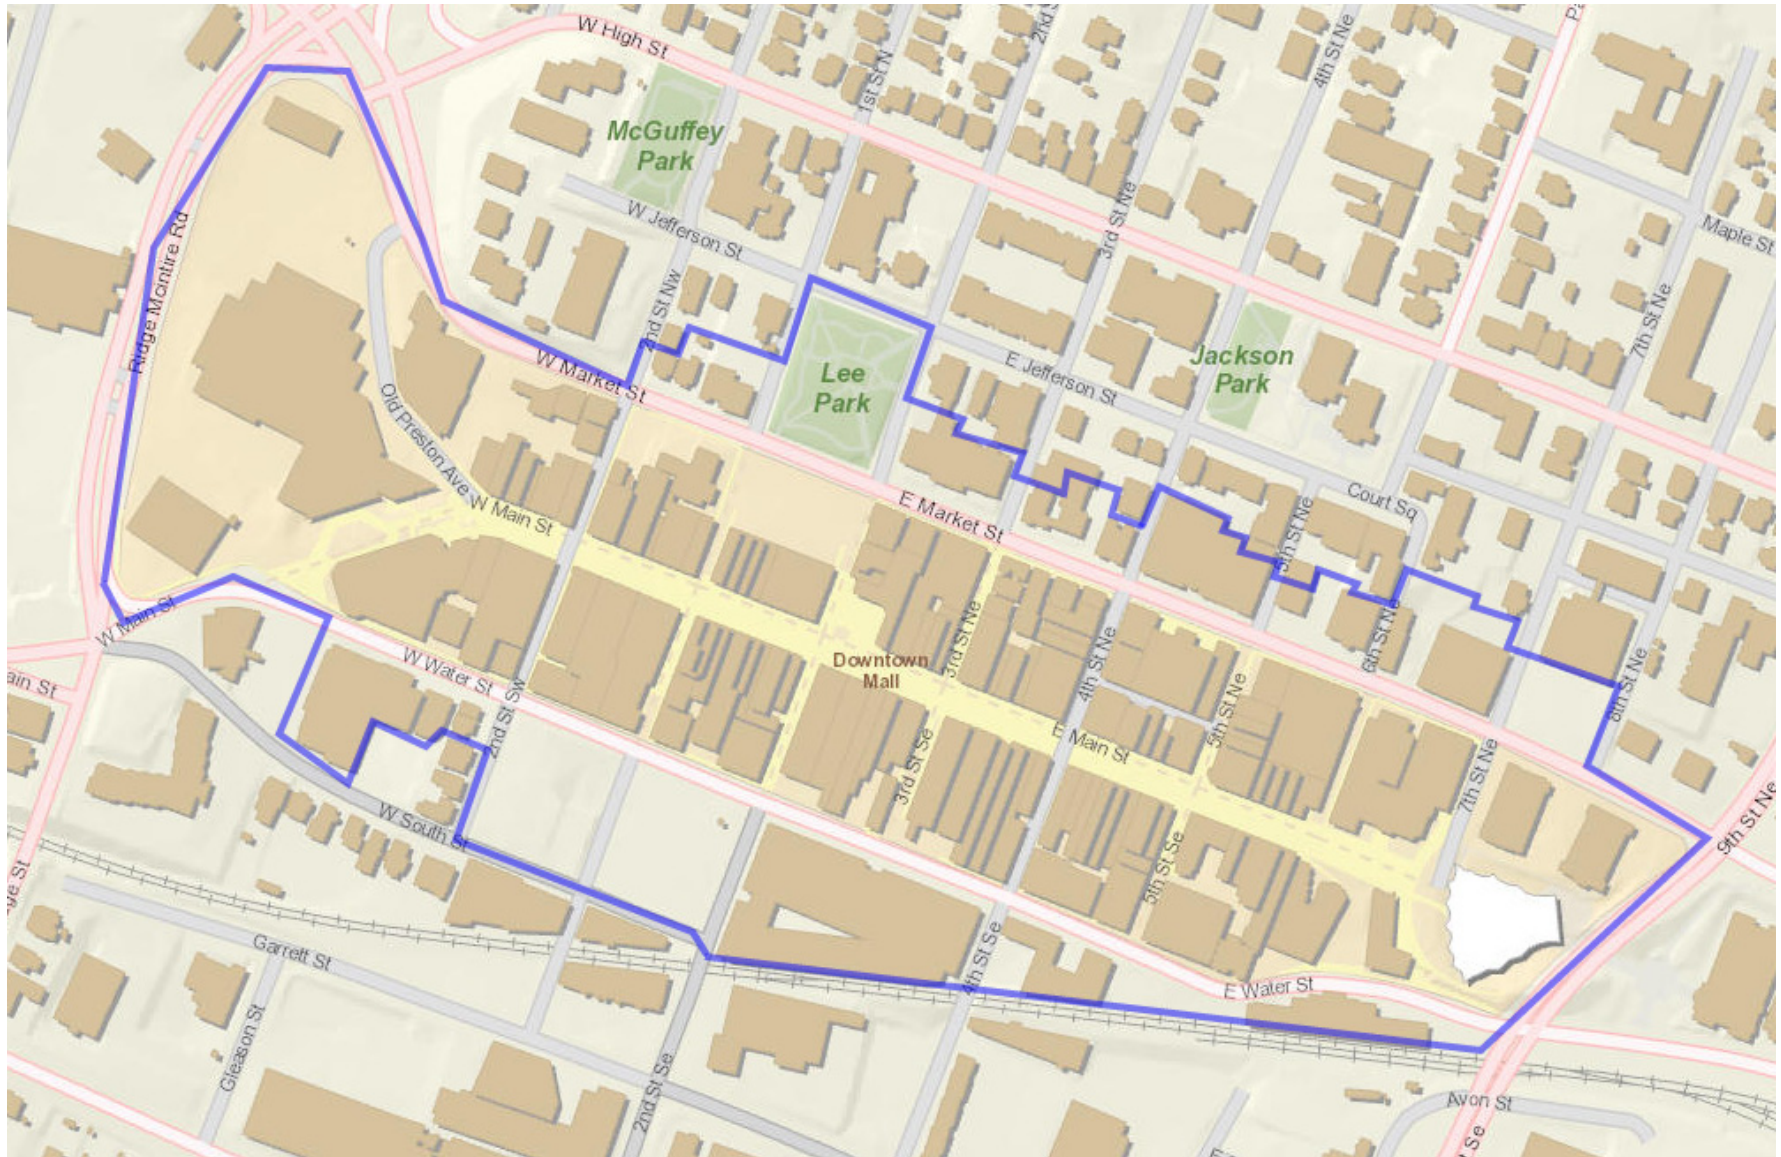 W High St
1st St N
2nd S
4th St Ne
Pa
McGuffey
Park
W Jefferson St
3rd St Ne
Maple St
Ridge Montire Rd
2nd St Nw
W Market St
Lee
Park
E Jefferson St
Jackson
Park
7th St Ne
Old Preston Ave
W Main St
E Market St
Court Sq
5th St Ne
W Main St
W Water St
Downtown
Mall
3rd St Ne
4th St Ne
6th St Ne
8th St Ne
ain St
2nd St Sw
3rd St Se
E Main St
5th St Ne
7th St Ne
W South St
5th St Se
9th St Ne
ge St
Garrett St
4th St Se
E Water St
Gleason St
2nd St Se
Avon St
t Se